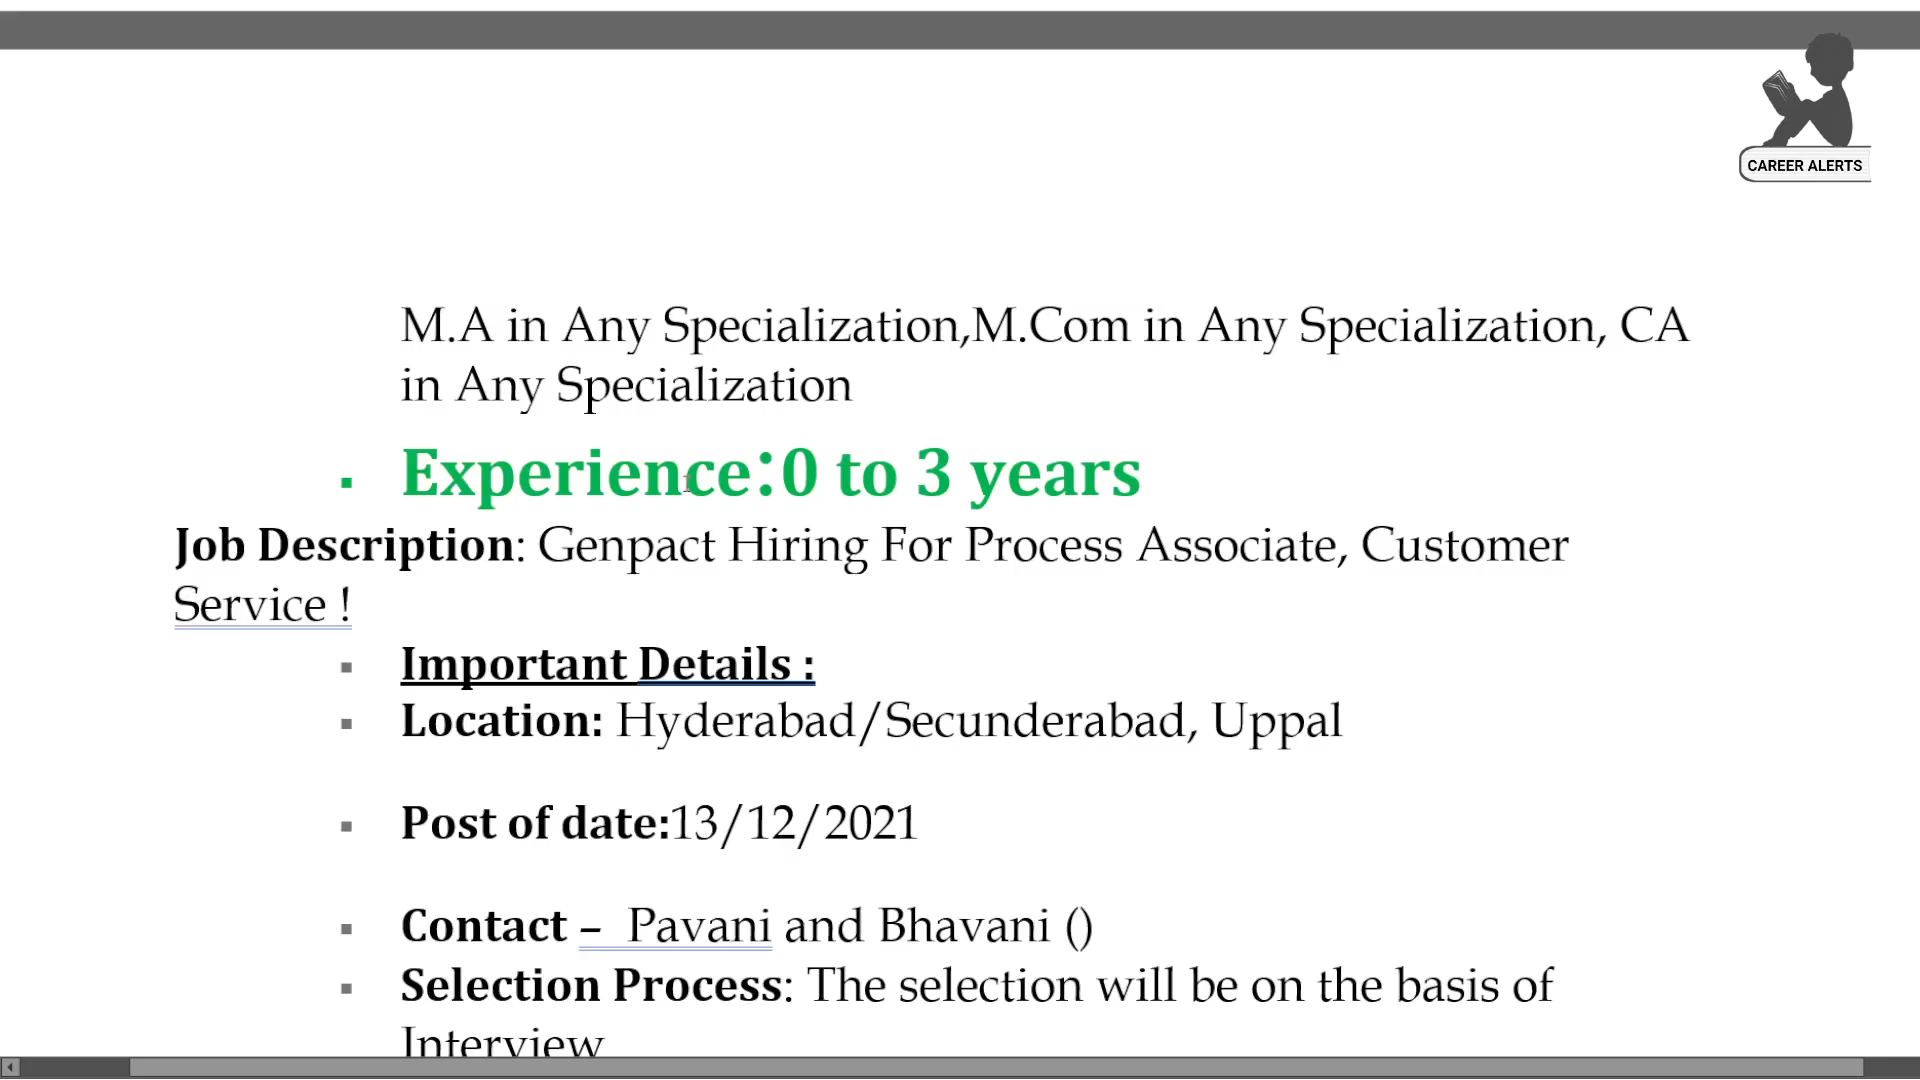 CAREER ALERTS
M.A in Any Specialization,M.Com in Any Specialization, CA
in Any Specialization
▪ Experience:0 to 3 years
Job Description: Genpact Hiring For Process Associate, Customer
Service !
▪ Important Details :
▪ Location: Hyderabad/Secunderabad, Uppal
▪ Post of date:13/12/2021
▪ Contact – Pavani and Bhavani ()
▪ Selection Process: The selection will be on the basis of
Interview